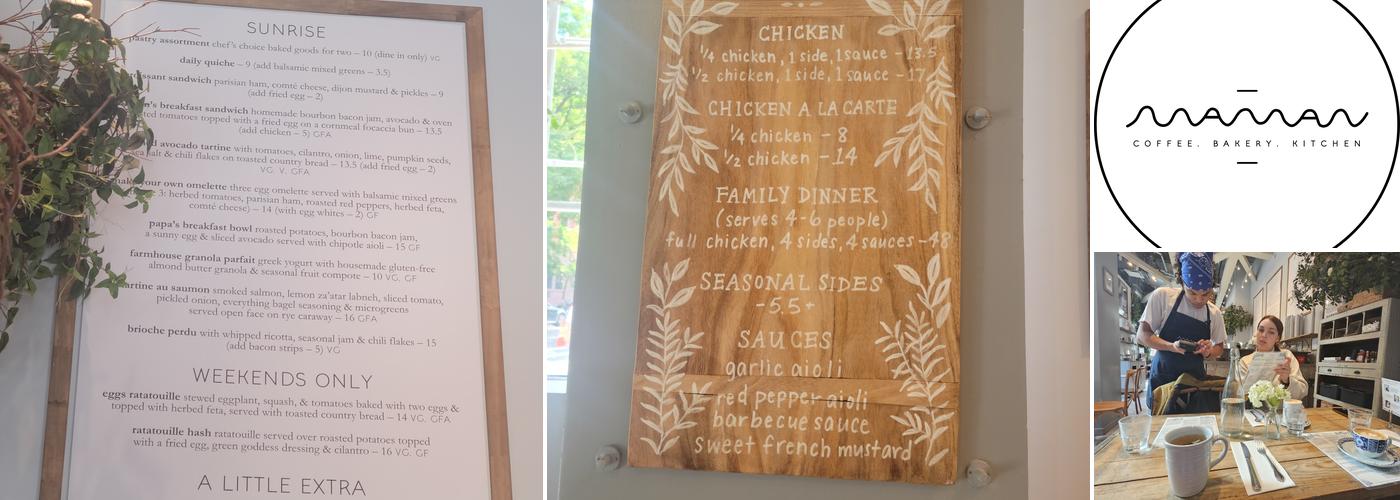 SUNRISE
pastry assortment chef's choice baked goods for two – 10 (dine in only) VG
daily quiche – 9 (add balsamic mixed greens – 3.5)
sandwich parisian ham, comté cheese, dijon mustard & pickles – 9
(add fried egg – 2)
breakfast sandwich homemade bourbon bacon jam, avocado & oven
tomatoes topped with a fried egg on a cornmeal focaccia bun – 13.5
(add chicken – 5) GFA
avocado tartine with tomatoes, cilantro, onion, lime, pumpkin seeds,
salt & chili flakes on toasted country bread – 13.5 (add fried egg – 2)
VG. V. GFA
make your own omelette three egg omelette served with balsamic mixed greens
3: herbed tomatoes, parisian ham, roasted red peppers, herbed feta,
comté cheese) – 14 (with egg whites – 2) GF
papa's breakfast bowl roasted potatoes, bourbon bacon jam,
a sunny egg & sliced avocado served with chipotle aioli – 15 GF
farmhouse granola parfait greek yogurt with housemade gluten-free
almond butter granola & seasonal fruit compote – 10 VG. GF
tartine au saumon smoked salmon, lemon za'atar labneh, sliced tomato,
pickled onion, everything bagel seasoning & microgreens
served open face on rye caraway – 16 GFA
brioche perdu with whipped ricotta, seasonal jam & chili flakes – 15
(add bacon strips – 5) VG
WEEKENDS ONLY
eggs ratatouille stewed eggplant, squash, & tomatoes baked with two eggs &
topped with herbed feta, served with toasted country bread – 14 VG. GFA
ratatouille hash ratatouille served over roasted potatoes topped
with a fried egg, green goddess dressing & cilantro – 16 VG. GF
A LITTLE EXTRA
CHICKEN
1/4 chicken, 1 side, 1 sauce – 13.5
1/2 chicken, 1 side, 1 sauce – 17
CHICKEN A LA CARTE
1/4 chicken – 8
1/2 chicken – 14
FAMILY DINNER
(serves 4-6 people)
full chicken, 4 sides, 4 sauces – 48
SEASONAL SIDES
– 5.5+
SAUCES
garlic aioli
red pepper aioli
barbecue sauce
sweet french mustard
maman
COFFEE. BAKERY. KITCHEN